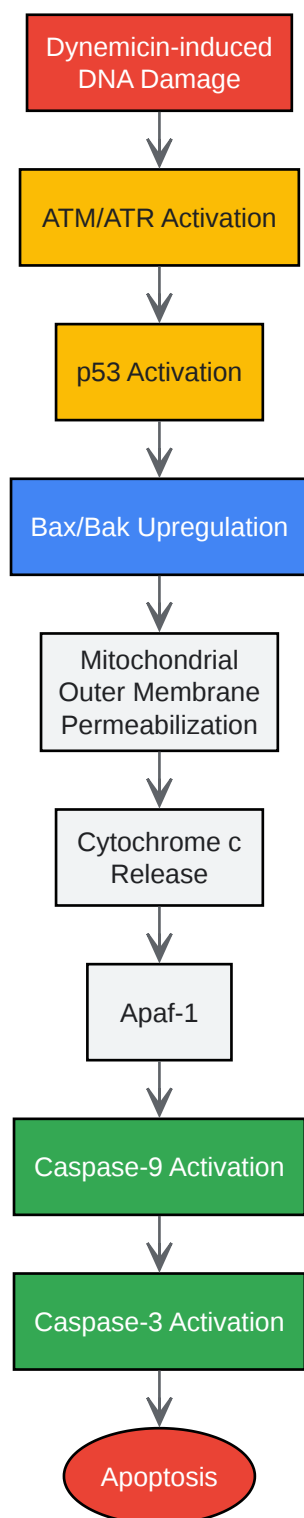 Dynemicin-induced
DNA Damage
ATM/ATR Activation
p53 Activation
Bax/Bak Upregulation
Mitochondrial
Outer Membrane
Permeabilization
Cytochrome c
Release
Apaf-1
Caspase-9 Activation
Caspase-3 Activation
Apoptosis